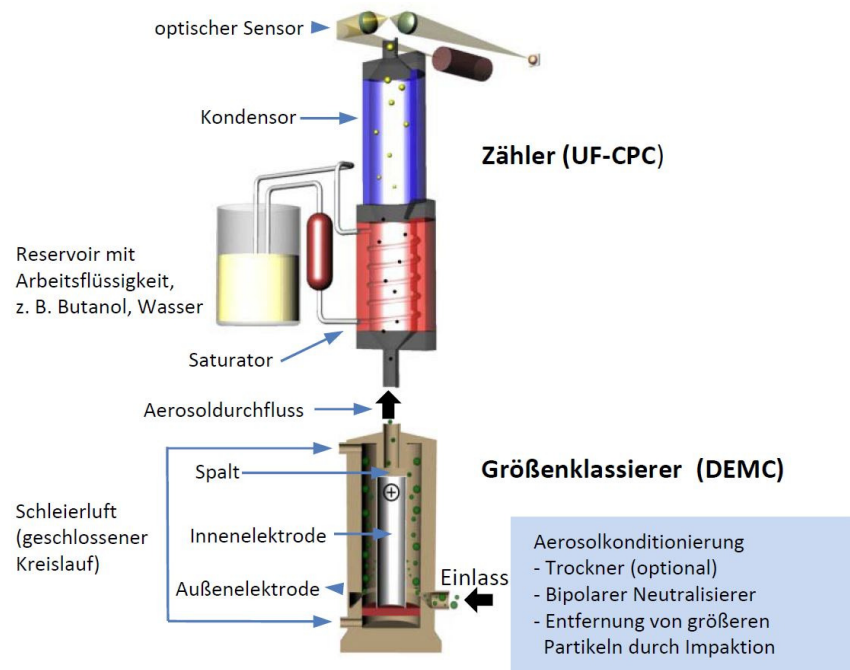 optischer Sensor
Kondensor
Zähler (UF-CPC)
Reservoir mit
Arbeitsflüssigkeit,
z. B. Butanol, Wasser
Saturator
Aerosoldurchfluss
Größenklassierer (DEMC)
Spalt
+
Schleierluft
(geschlossener
Kreislauf)
Innenelektrode
Außenelektrode
Einlass
Aerosolkonditionierung
- Trockner (optional)
- Bipolarer Neutralisierer
- Entfernung von größeren
Partikeln durch Impaktion